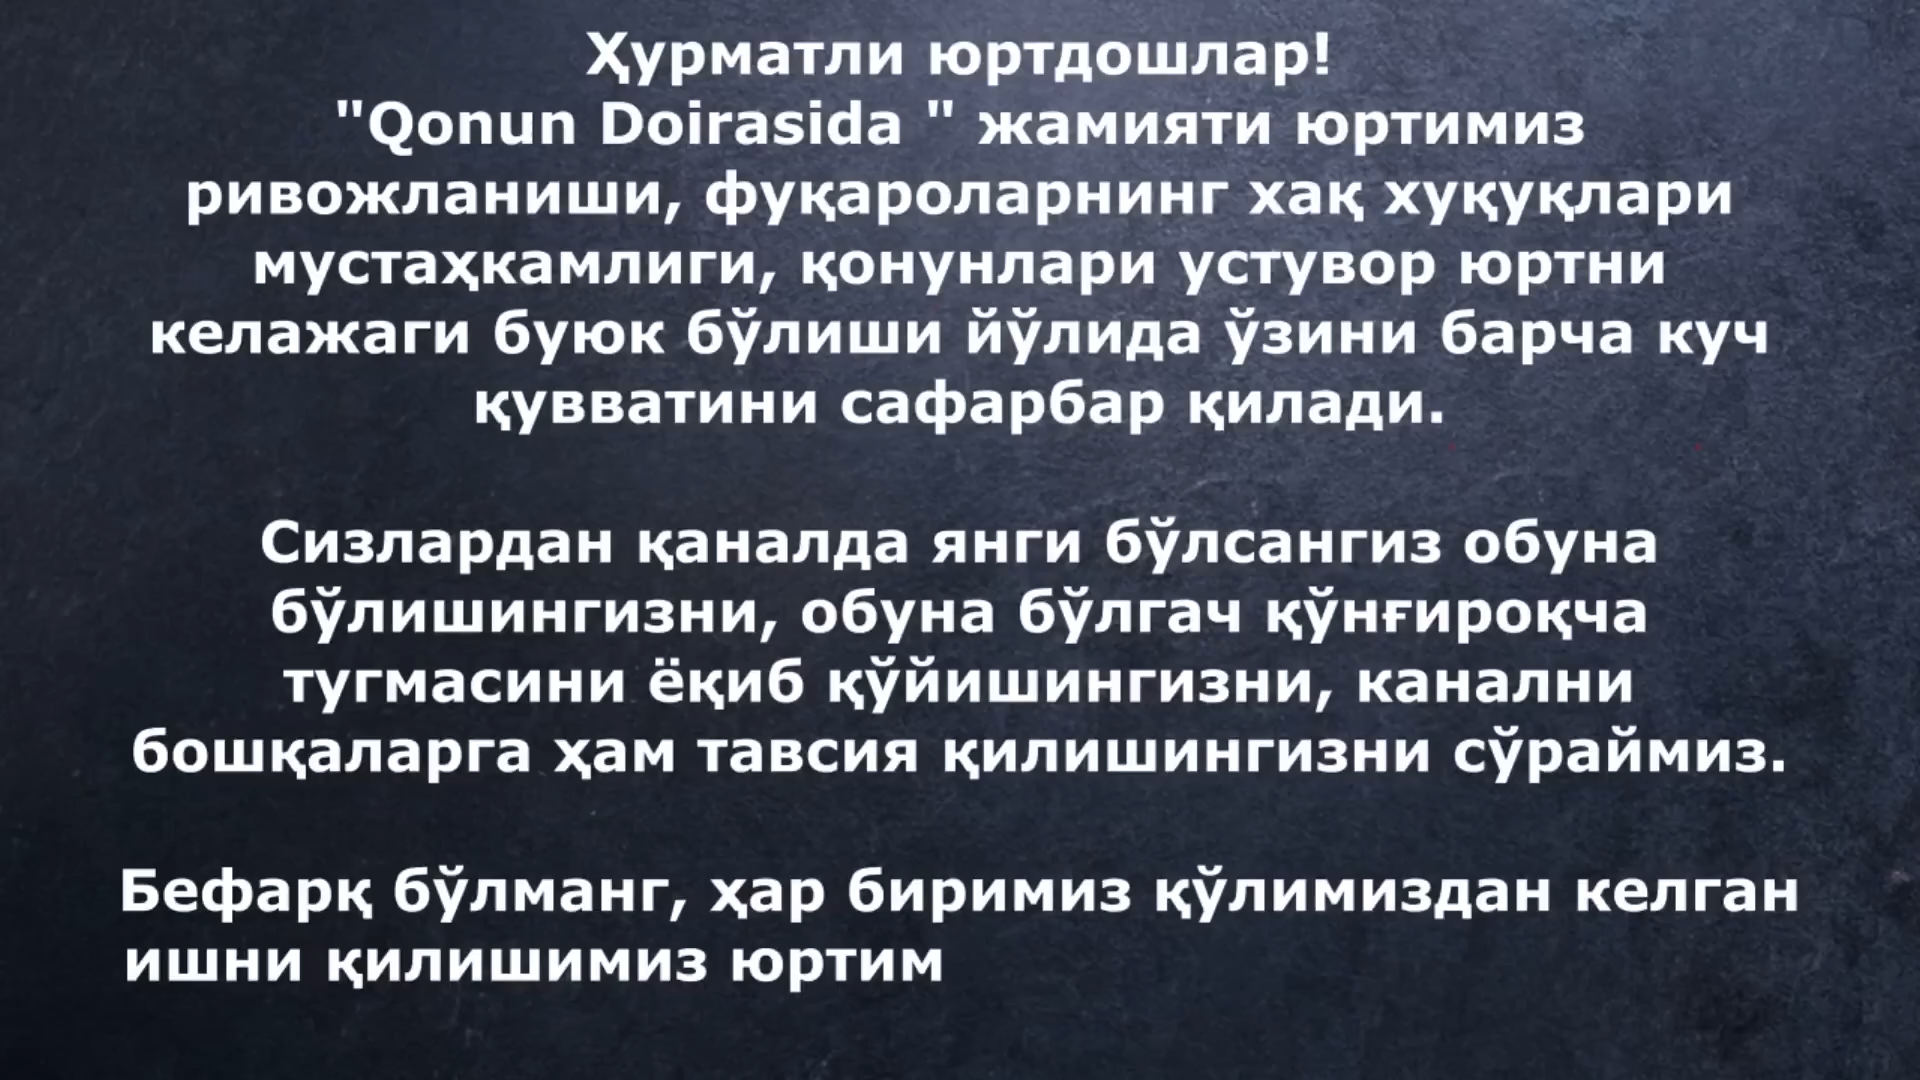 Ҳурматли юртдошлар!
"Qonun Doirasida " жамияти юртимиз
ривожланиши, фуқароларнинг хақ хуқуқлари
мустаҳкамлиги, қонунлари устувор юртни
келажаги буюк бўлиши йўлида ўзини барча куч
қувватини сафарбар қилади.
Сизлардан қаналда янги бўлсангиз обуна
бўлишингизни, обуна бўлгач қўнғироқча
тугмасини ёқиб қўйишингизни, канални
бошқаларга ҳам тавсия қилишингизни сўраймиз.
Бефарқ бўлманг, ҳар биримиз қўлимиздан келган
ишни қилишимиз юртим